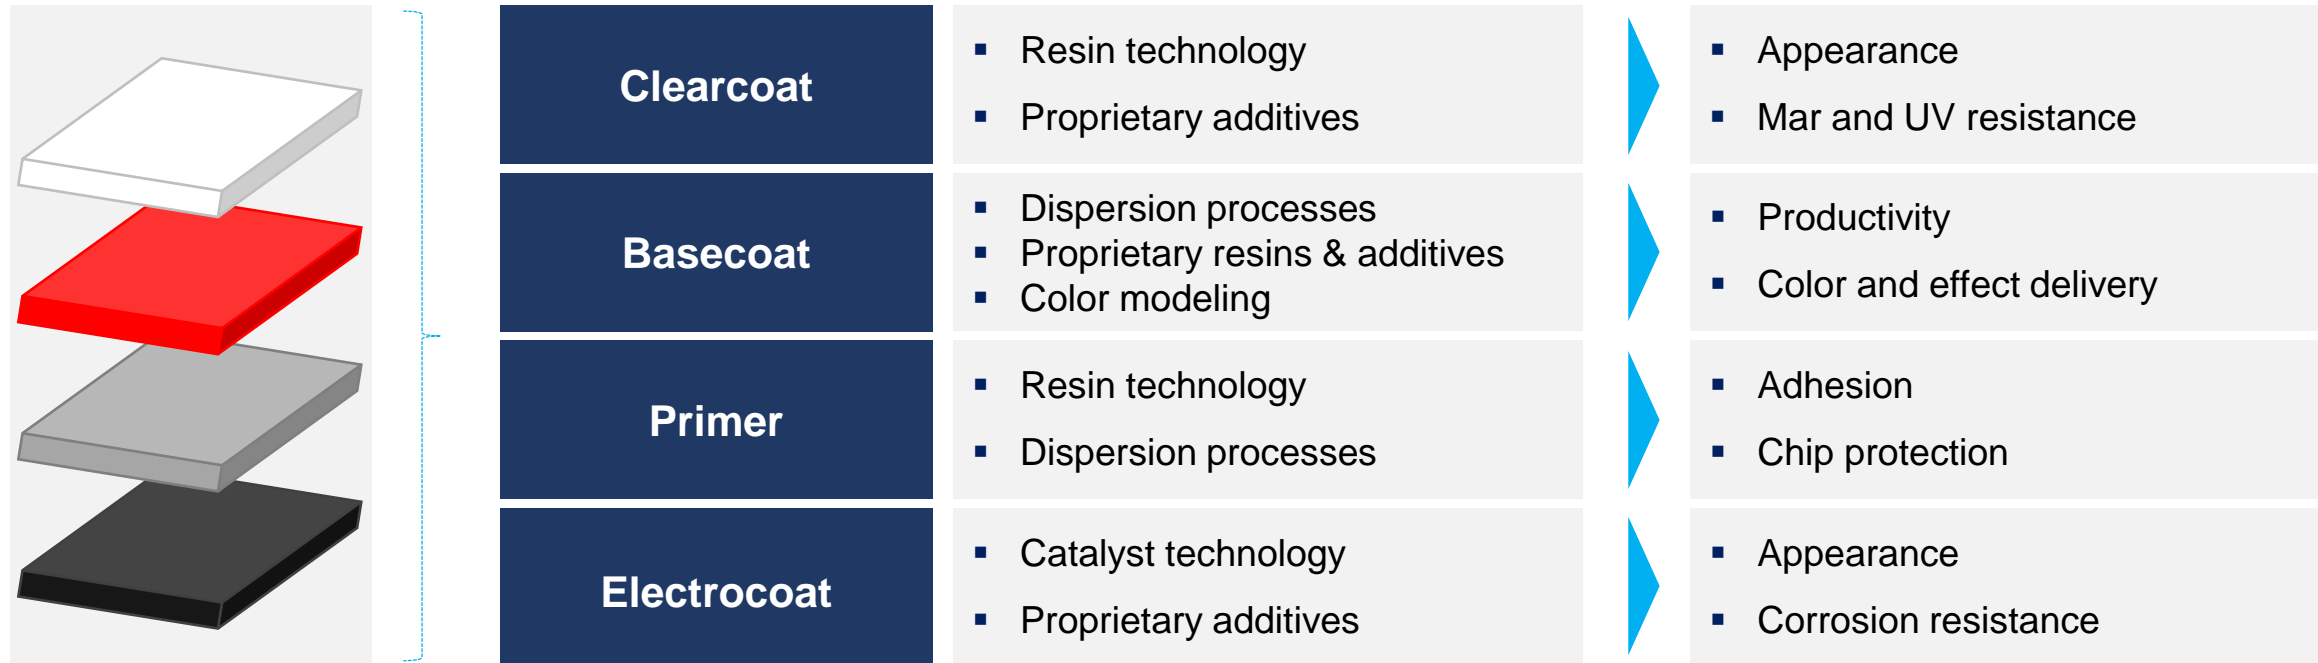 Clearcoat
▪ Resin technology
▪ Proprietary additives
▪ Appearance
▪ Mar and UV resistance
Basecoat
▪ Dispersion processes
▪ Proprietary resins & additives
▪ Color modeling
▪ Productivity
▪ Color and effect delivery
Primer
▪ Resin technology
▪ Dispersion processes
▪ Adhesion
▪ Chip protection
Electrocoat
▪ Catalyst technology
▪ Proprietary additives
▪ Appearance
▪ Corrosion resistance